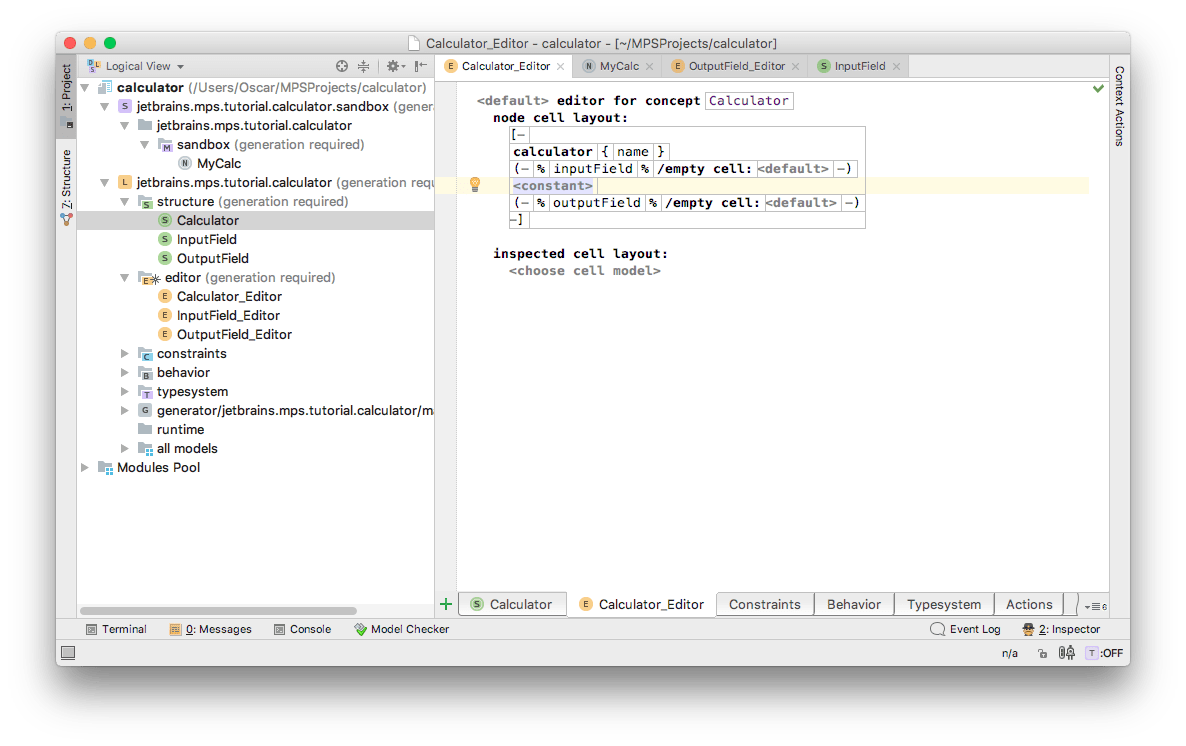 Calculator_Editor - calculator - [~/MPSProjects/calculator]
1: Project
Z: Structure
Logical View
calculator (/Users/Oscar/MPSProjects/calculator)
S jetbrains.mps.tutorial.calculator.sandbox (gener
jetbrains.mps.tutorial.calculator
M sandbox (generation required)
N MyCalc
L jetbrains.mps.tutorial.calculator (generation requ
S structure (generation required)
S Calculator
S InputField
S OutputField
E editor (generation required)
E Calculator_Editor
E InputField_Editor
E OutputField_Editor
C constraints
B behavior
T typesystem
G generator/jetbrains.mps.tutorial.calculator/ma
runtime
all models
Modules Pool
E Calculator_Editor
N MyCalc
E OutputField_Editor
S InputField
<default> editor for concept Calculator
node cell layout:
[–
calculator { name }
(– % inputField % /empty cell: <default> –)
<constant>
(– % outputField % /empty cell: <default> –)
–]
inspected cell layout:
<choose cell model>
Context Actions
S Calculator
E Calculator_Editor
Constraints
Behavior
Typesystem
Actions
6
Terminal
0: Messages
Console
Model Checker
Event Log
2: Inspector
n/a
T :OFF